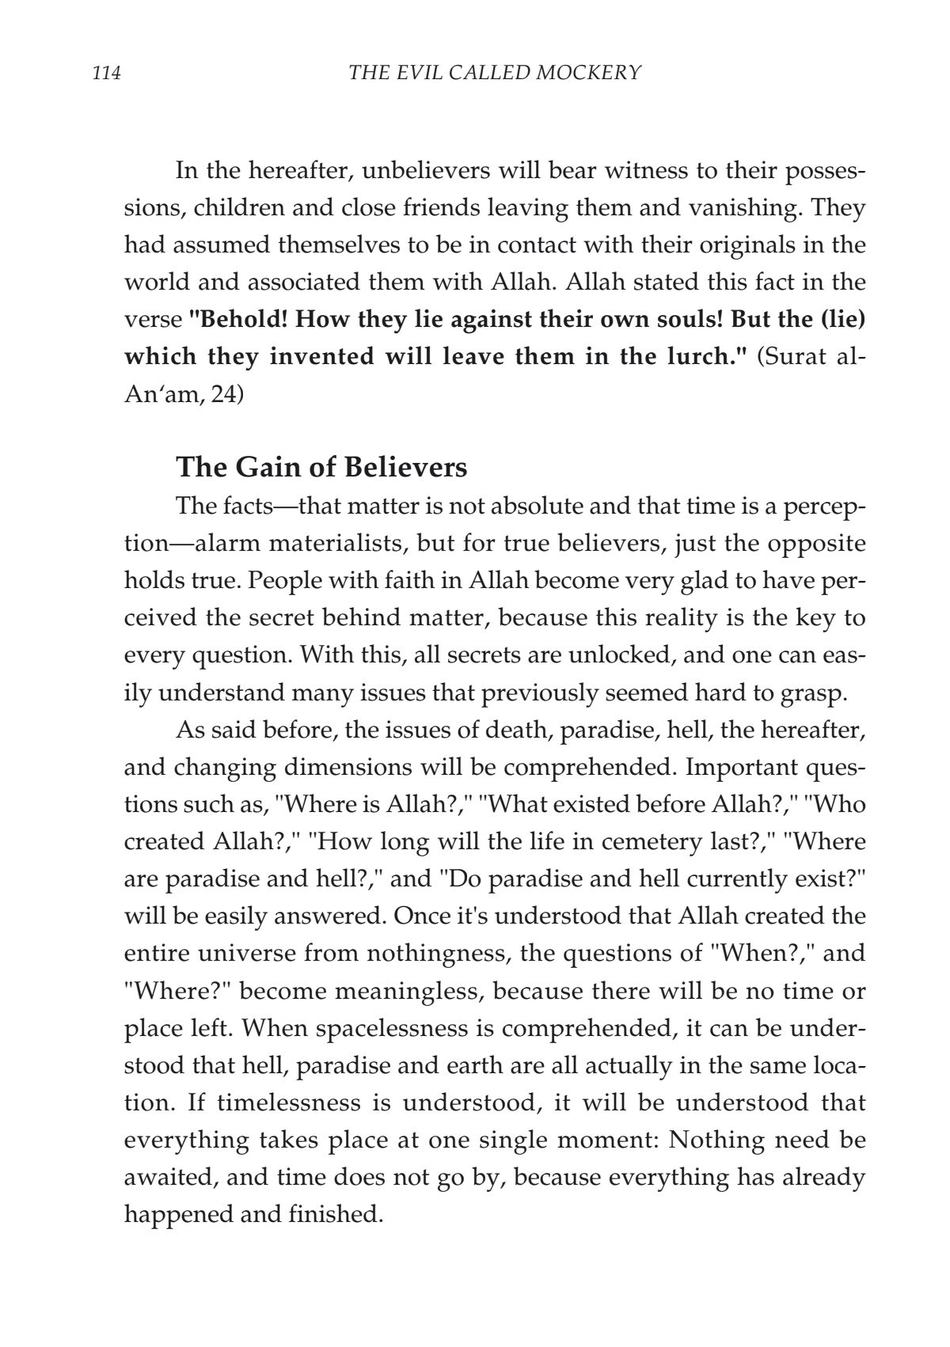 114
THE EVIL CALLED MOCKERY
In the hereafter, unbelievers will bear witness to their posses-
sions, children and close friends leaving them and vanishing. They
had assumed themselves to be in contact with their originals in the
world and associated them with Allah. Allah stated this fact in the
verse "Behold! How they lie against their own souls! But the (lie)
which they invented will leave them in the lurch." (Surat al-
An‘am, 24)
The Gain of Believers
The facts—that matter is not absolute and that time is a percep-
tion—alarm materialists, but for true believers, just the opposite
holds true. People with faith in Allah become very glad to have per-
ceived the secret behind matter, because this reality is the key to
every question. With this, all secrets are unlocked, and one can eas-
ily understand many issues that previously seemed hard to grasp.
As said before, the issues of death, paradise, hell, the hereafter,
and changing dimensions will be comprehended. Important ques-
tions such as, "Where is Allah?," "What existed before Allah?," "Who
created Allah?," "How long will the life in cemetery last?," "Where
are paradise and hell?," and "Do paradise and hell currently exist?"
will be easily answered. Once it's understood that Allah created the
entire universe from nothingness, the questions of "When?," and
"Where?" become meaningless, because there will be no time or
place left. When spacelessness is comprehended, it can be under-
stood that hell, paradise and earth are all actually in the same loca-
tion. If timelessness is understood, it will be understood that
everything takes place at one single moment: Nothing need be
awaited, and time does not go by, because everything has already
happened and finished.